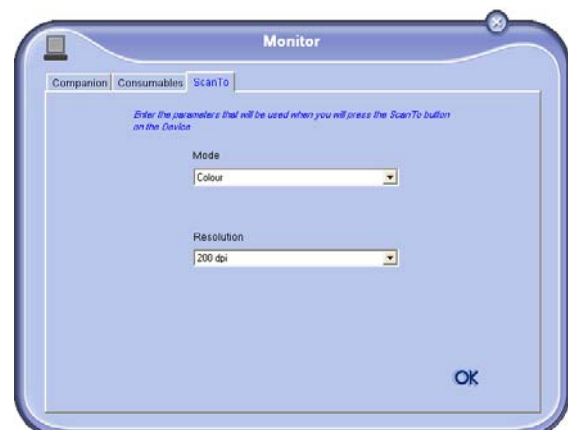 Monitor
Companion Consumables ScanTo
Enter the parameters that will be used when you will press the ScanTo button
on the Device
Mode
Colour
Resolution
200 dpi
OK